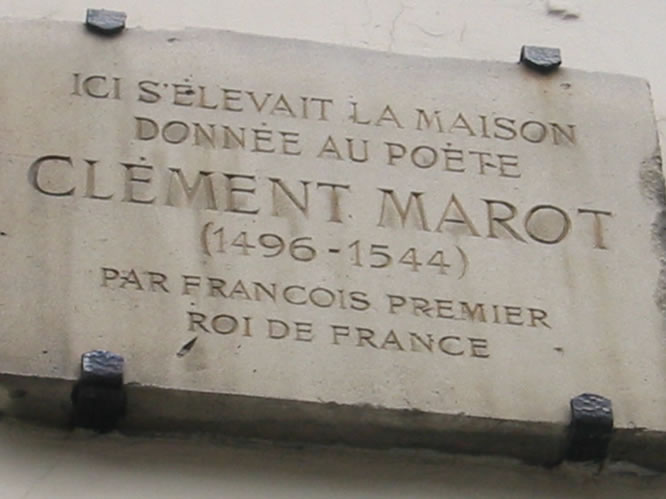 ICI S'ÉLEVAIT LA MAISON
DONNÉE AU POÈTE
CLÉMENT MAROT
(1496-1544)
PAR FRANCOIS PREMIER
ROI DE FRANCE